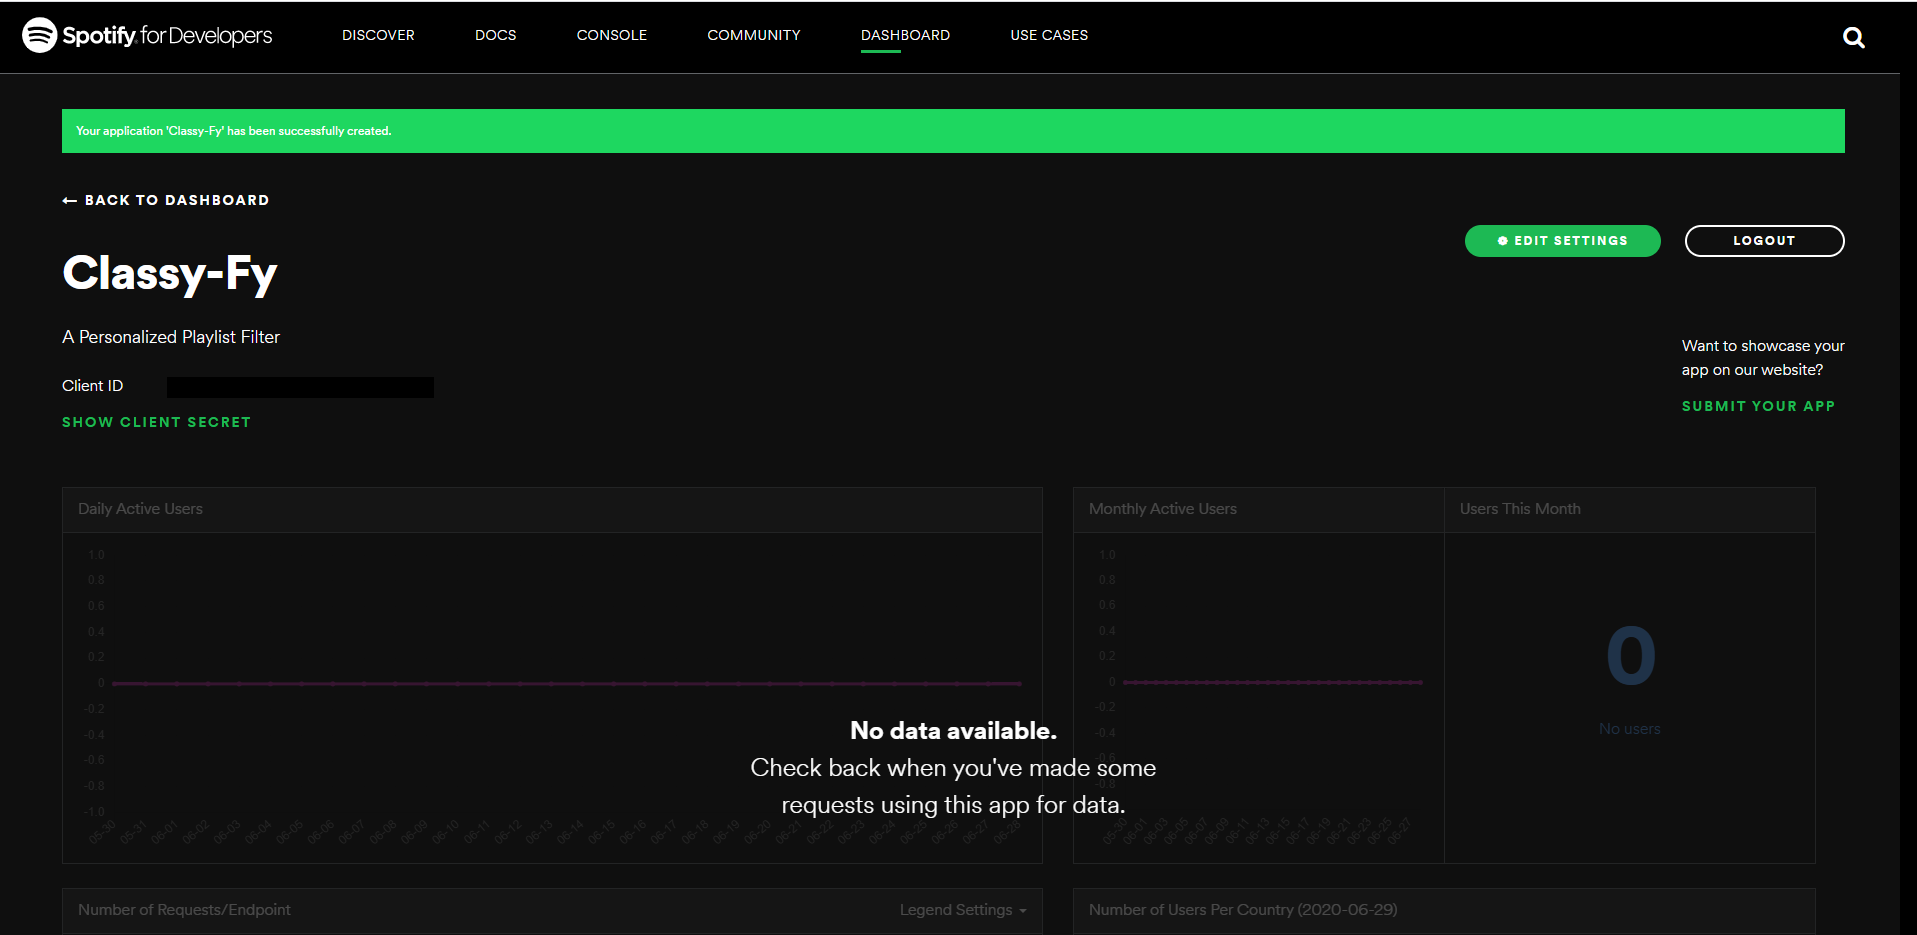 Spotify for Developers
DISCOVER
DOCS
CONSOLE
COMMUNITY
DASHBOARD
USE CASES
Your application 'Classy-Fy' has been successfully created.
← BACK TO DASHBOARD
EDIT SETTINGS
LOGOUT
Classy-Fy
A Personalized Playlist Filter
Want to showcase your
app on our website?
Client ID
SUBMIT YOUR APP
SHOW CLIENT SECRET
Daily Active Users
1.0
0.8
0.6
0.4
0.2
0
-0.2
-0.4
-0.6
-0.8
-1.0
05-30
05-31
06-01
06-02
06-03
06-04
06-05
06-06
06-07
06-08
06-09
06-10
06-11
06-12
06-13
06-14
06-15
06-16
06-17
06-18
06-19
06-20
06-21
06-22
06-23
06-24
06-25
06-26
06-27
06-28
Monthly Active Users
1.0
0.8
0.6
0.4
0.2
0
-0.2
-0.4
-0.6
-0.8
05-30
06-01
06-03
06-05
06-07
06-09
06-11
06-13
06-15
06-17
06-19
06-21
06-23
06-25
06-27
Users This Month
0
No users
No data available.
Check back when you've made some
requests using this app for data.
Number of Requests/Endpoint
Legend Settings
Number of Users Per Country (2020-06-29)